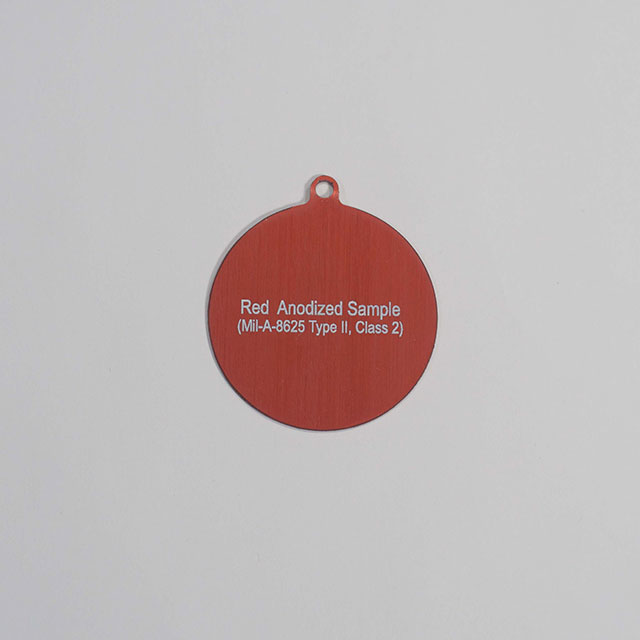 Red Anodized Sample
(Mil-A-8625 Type II, Class 2)